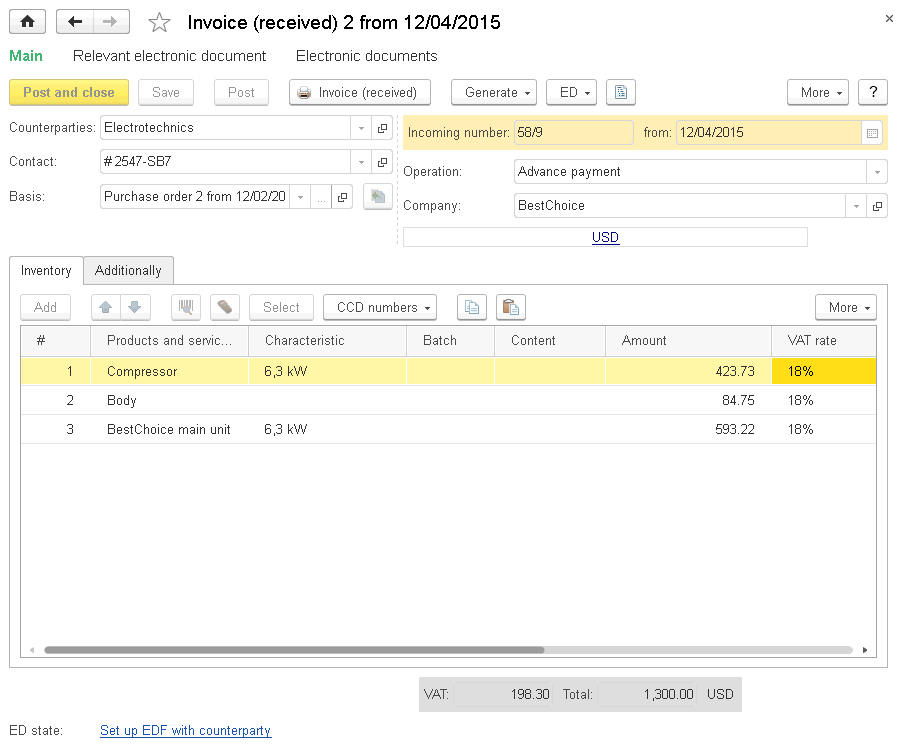 Invoice (received) 2 from 12/04/2015
Main Relevant electronic document Electronic documents
Post and close Save Post Invoice (received) Generate ED More ?
Counterparties: Electrotechnics
Incoming number: 58/9 from: 12/04/2015
Contact: #2547-SB7
Operation: Advance payment
Basis: Purchase order 2 from 12/02/20 ...
Company: BestChoice
USD
Inventory Additionally
Add Select CCD numbers More
# Products and servic... Characteristic Batch Content Amount VAT rate
1 Compressor 6,3 kW 423.73 18%
2 Body 84.75 18%
3 BestChoice main unit 6,3 kW 593.22 18%
VAT: 198.30 Total: 1,300.00 USD
ED state: Set up EDF with counterparty